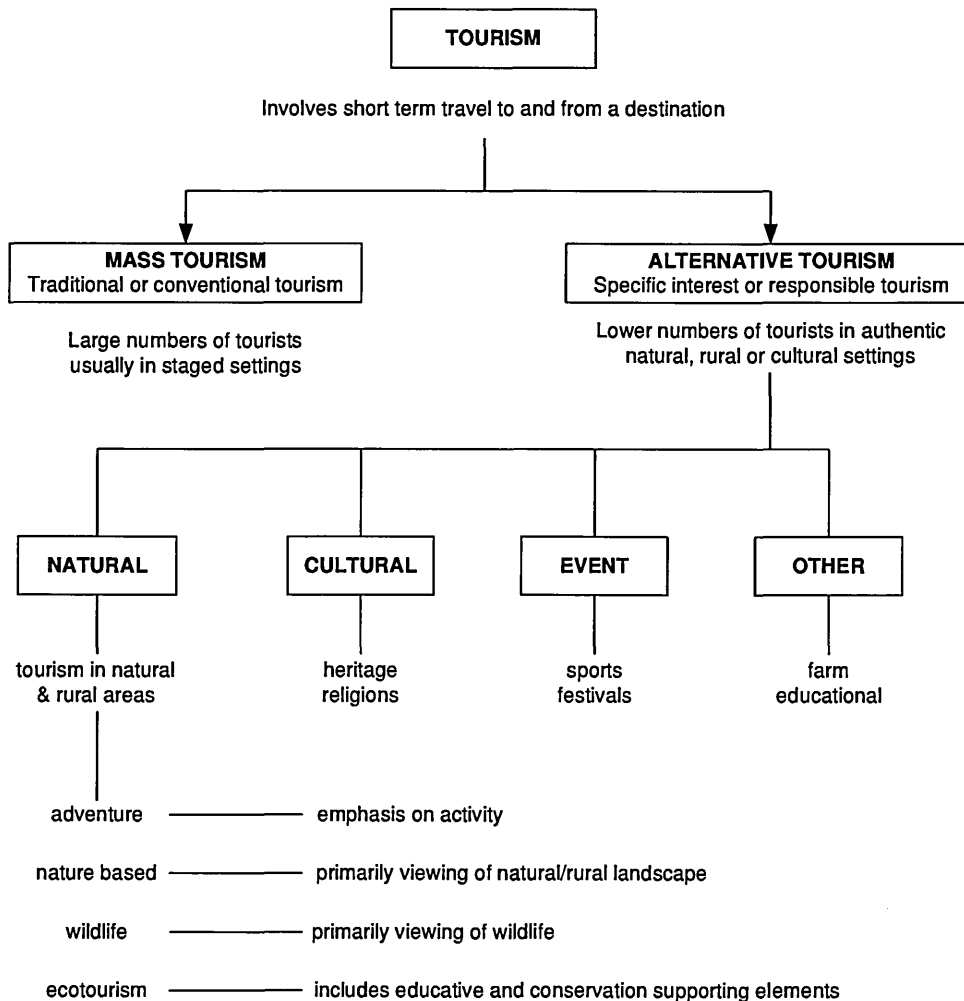 TOURISM
Involves short term travel to and from a destination
MASS TOURISM
Traditional or conventional tourism
Large numbers of tourists
usually in staged settings
ALTERNATIVE TOURISM
Specific interest or responsible tourism
Lower numbers of tourists in authentic
natural, rural or cultural settings
NATURAL
tourism in natural
& rural areas
CULTURAL
heritage
religions
EVENT
sports
festivals
OTHER
farm
educational
adventure emphasis on activity
nature based primarily viewing of natural/rural landscape
wildlife primarily viewing of wildlife
ecotourism includes educative and conservation supporting elements